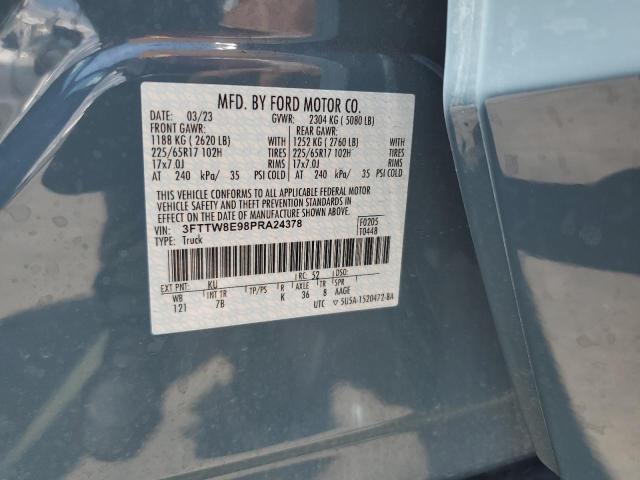 MFD. BY FORD MOTOR CO.
DATE: 03/23 GVWR: 2304 KG ( 5080 LB)
FRONT GAWR: REAR GAWR:
1188 KG ( 2620 LB) WITH 1252 KG ( 2760 LB) WITH
225/65R17 102H TIRES 225/65R17 102H TIRES
17x7.0J RIMS 17x7.0J RIMS
AT 240 kPa/ 35 PSI COLD AT 240 kPa/ 35 PSI COLD
THIS VEHICLE CONFORMS TO ALL APPLICABLE FEDERAL MOTOR
VEHICLE SAFETY AND THEFT PREVENTION STANDARDS IN
EFFECT ON THE DATE OF MANUFACTURE SHOWN ABOVE.
VIN: 3FTTW8E98PRA24378 F0205
TYPE: Truck T0448
EXT PNT: KU RC: 52 DSO:
WB INT TR TP/PS R AXLE TR SPR
121 7B K 36 8 AAGE
UTC ▽ 5U5A-1520472-BA